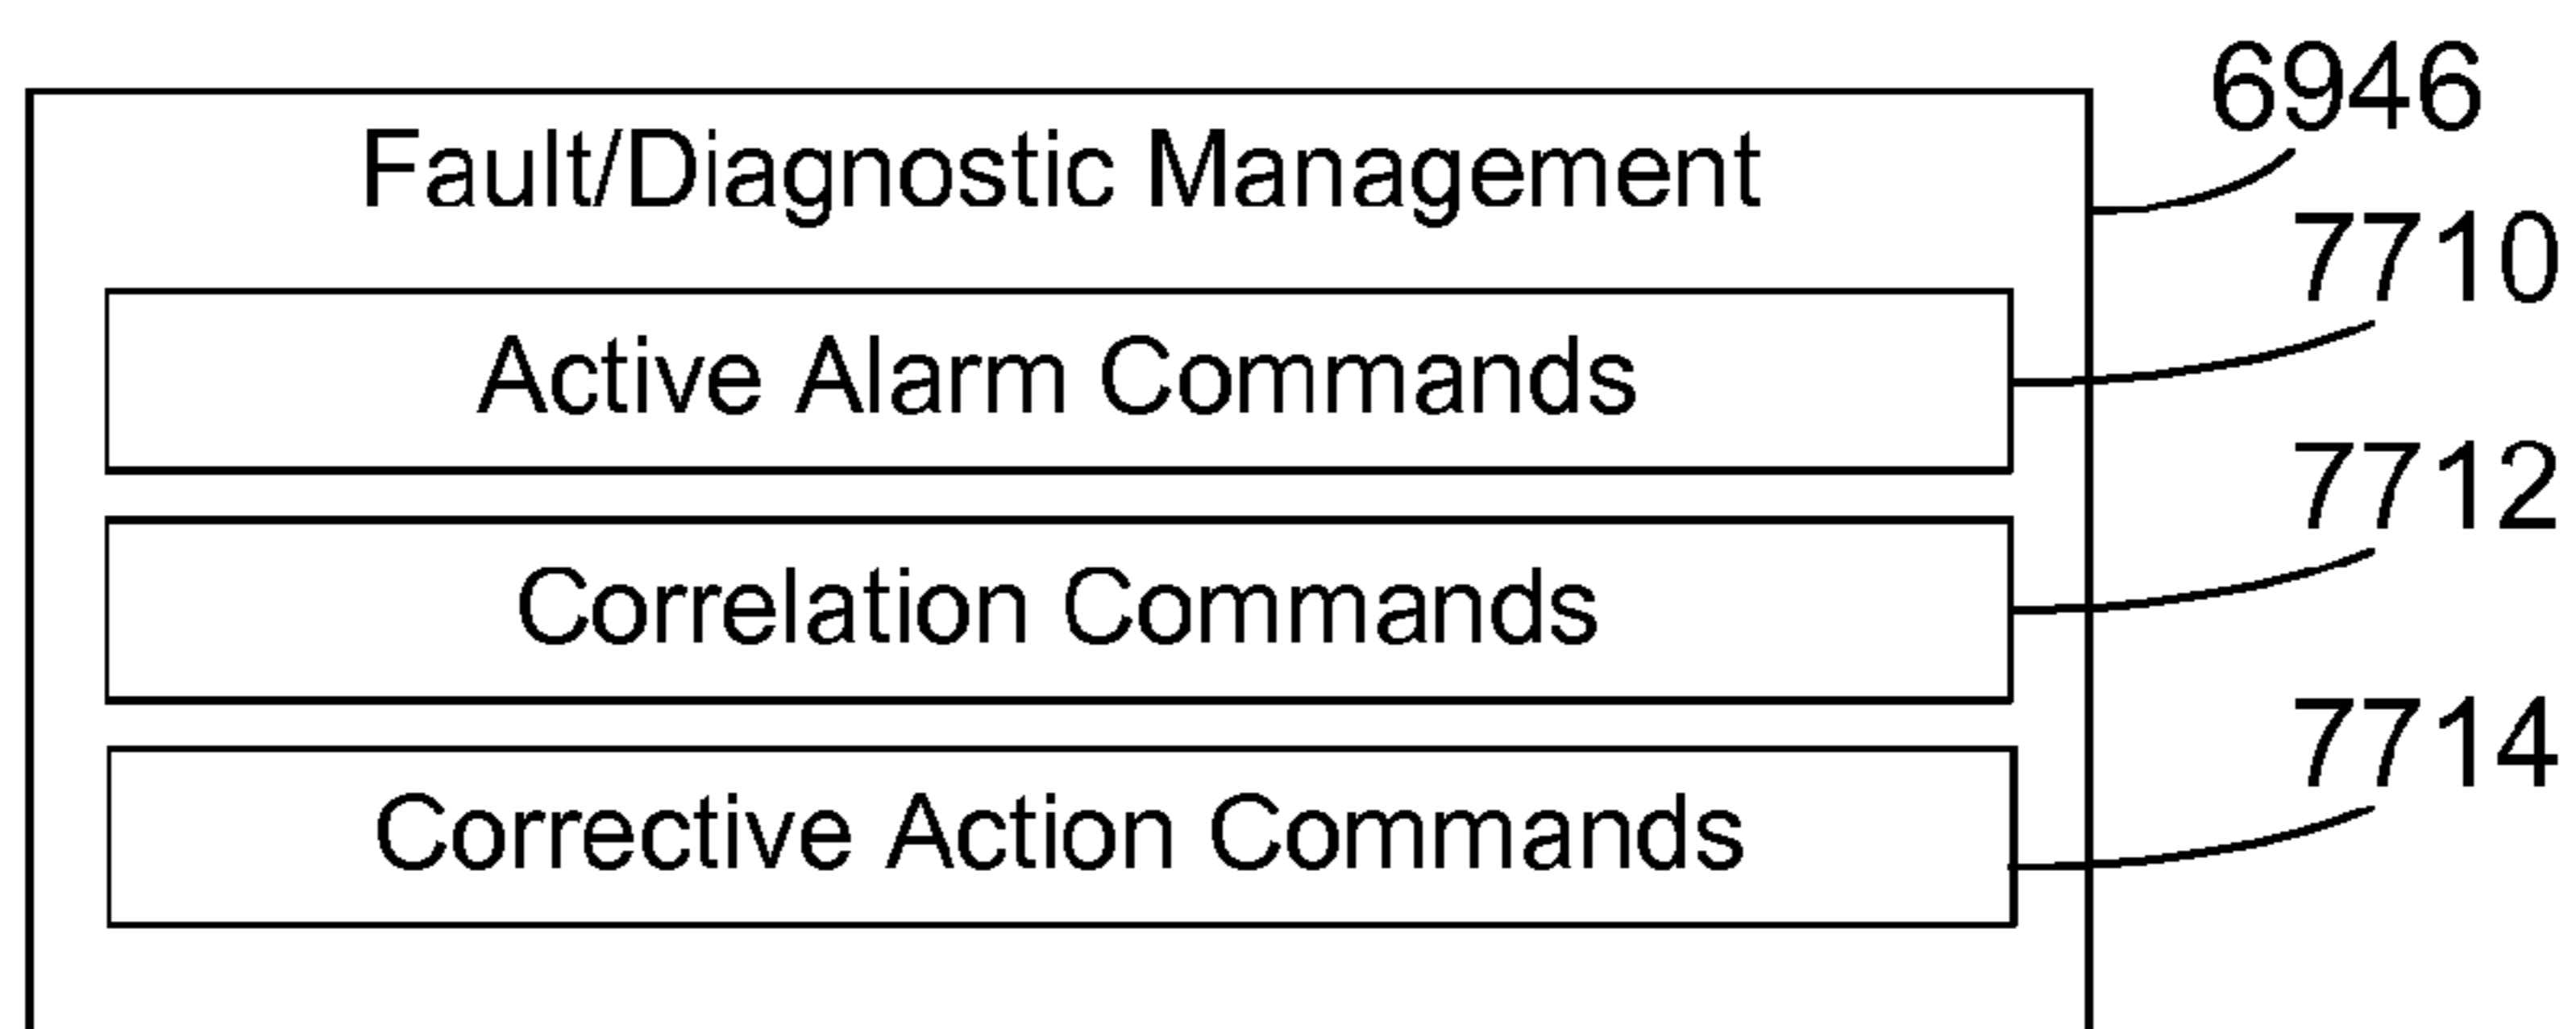 6946
Fault/Diagnostic Management
7710
Active Alarm Commands
7712
Correlation Commands
7714
Corrective Action Commands